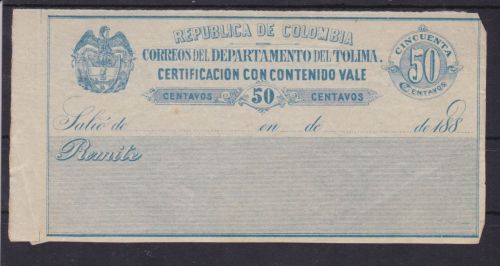 REPUBLICA DE COLOMBIA
CORREOS DEL DEPARTAMENTO DEL TOLIMA.
CERTIFICACION CON CONTENIDO VALE
CENTAVOS 50 CENTAVOS
CINCUENTA
50
CENTAVOS
Salió de en de de 188
Remite